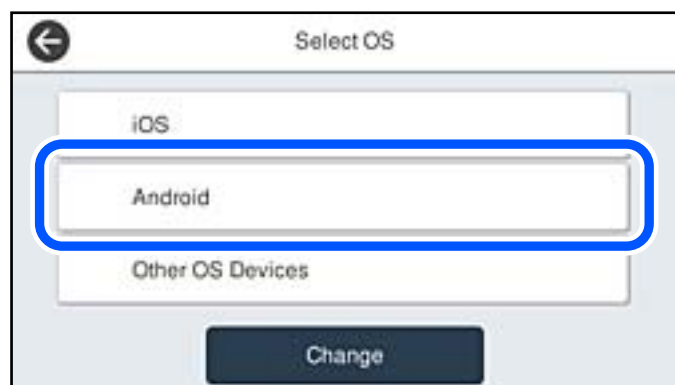 Select OS
iOS
Android
Other OS Devices
Change